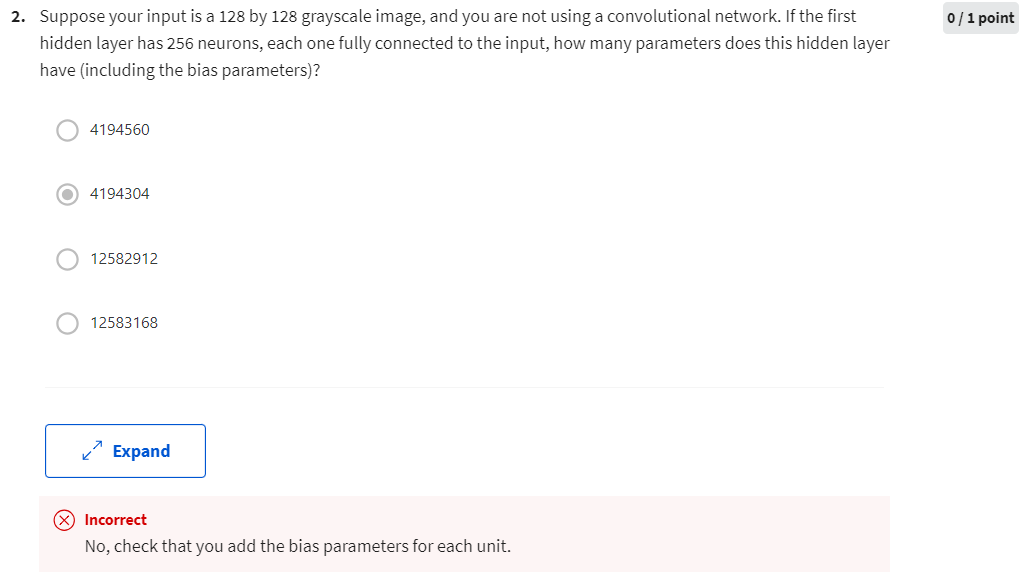 2. Suppose your input is a 128 by 128 grayscale image, and you are not using a convolutional network. If the first
0 / 1 point
hidden layer has 256 neurons, each one fully connected to the input, how many parameters does this hidden layer
have (including the bias parameters)?
4194560
4194304
12582912
12583168
Expand
Incorrect
No, check that you add the bias parameters for each unit.